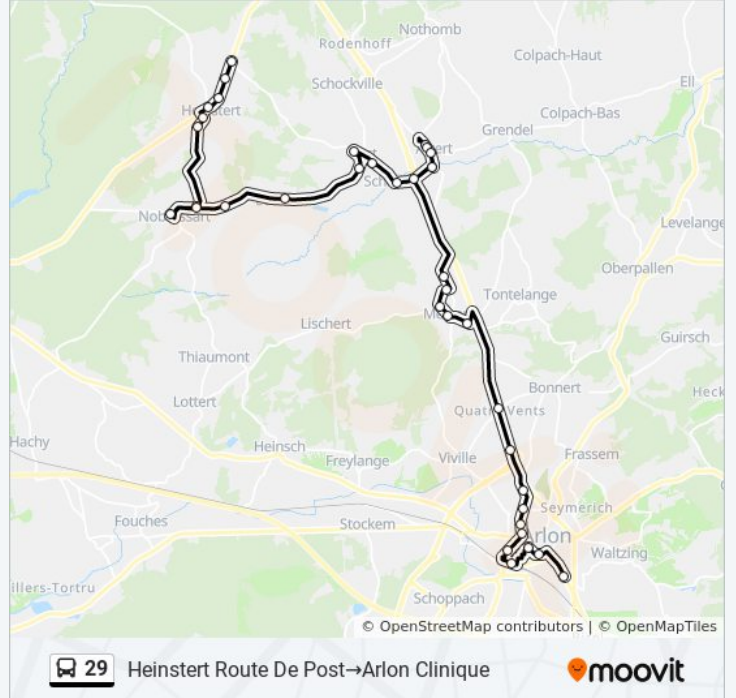 Nothomb
Rodenhoff
Colpach-Haut
Schockville
Ell
Colpach-Bas
Grendel
Levelange
Oberpallen
Tontelange
Lischert
Guirsch
Thiaumont
Bonnert
Heck
Lottert
Hachy
Heinsch
Freylange
Viville
Frassem
Seymerich
Fouches
Stockem
Arlon
Waltzing
illers-Tortru
Schoppach
© OpenStreetMap contributors | © OpenMapTiles
29 Heinstert Route De Post→Arlon Clinique moovit